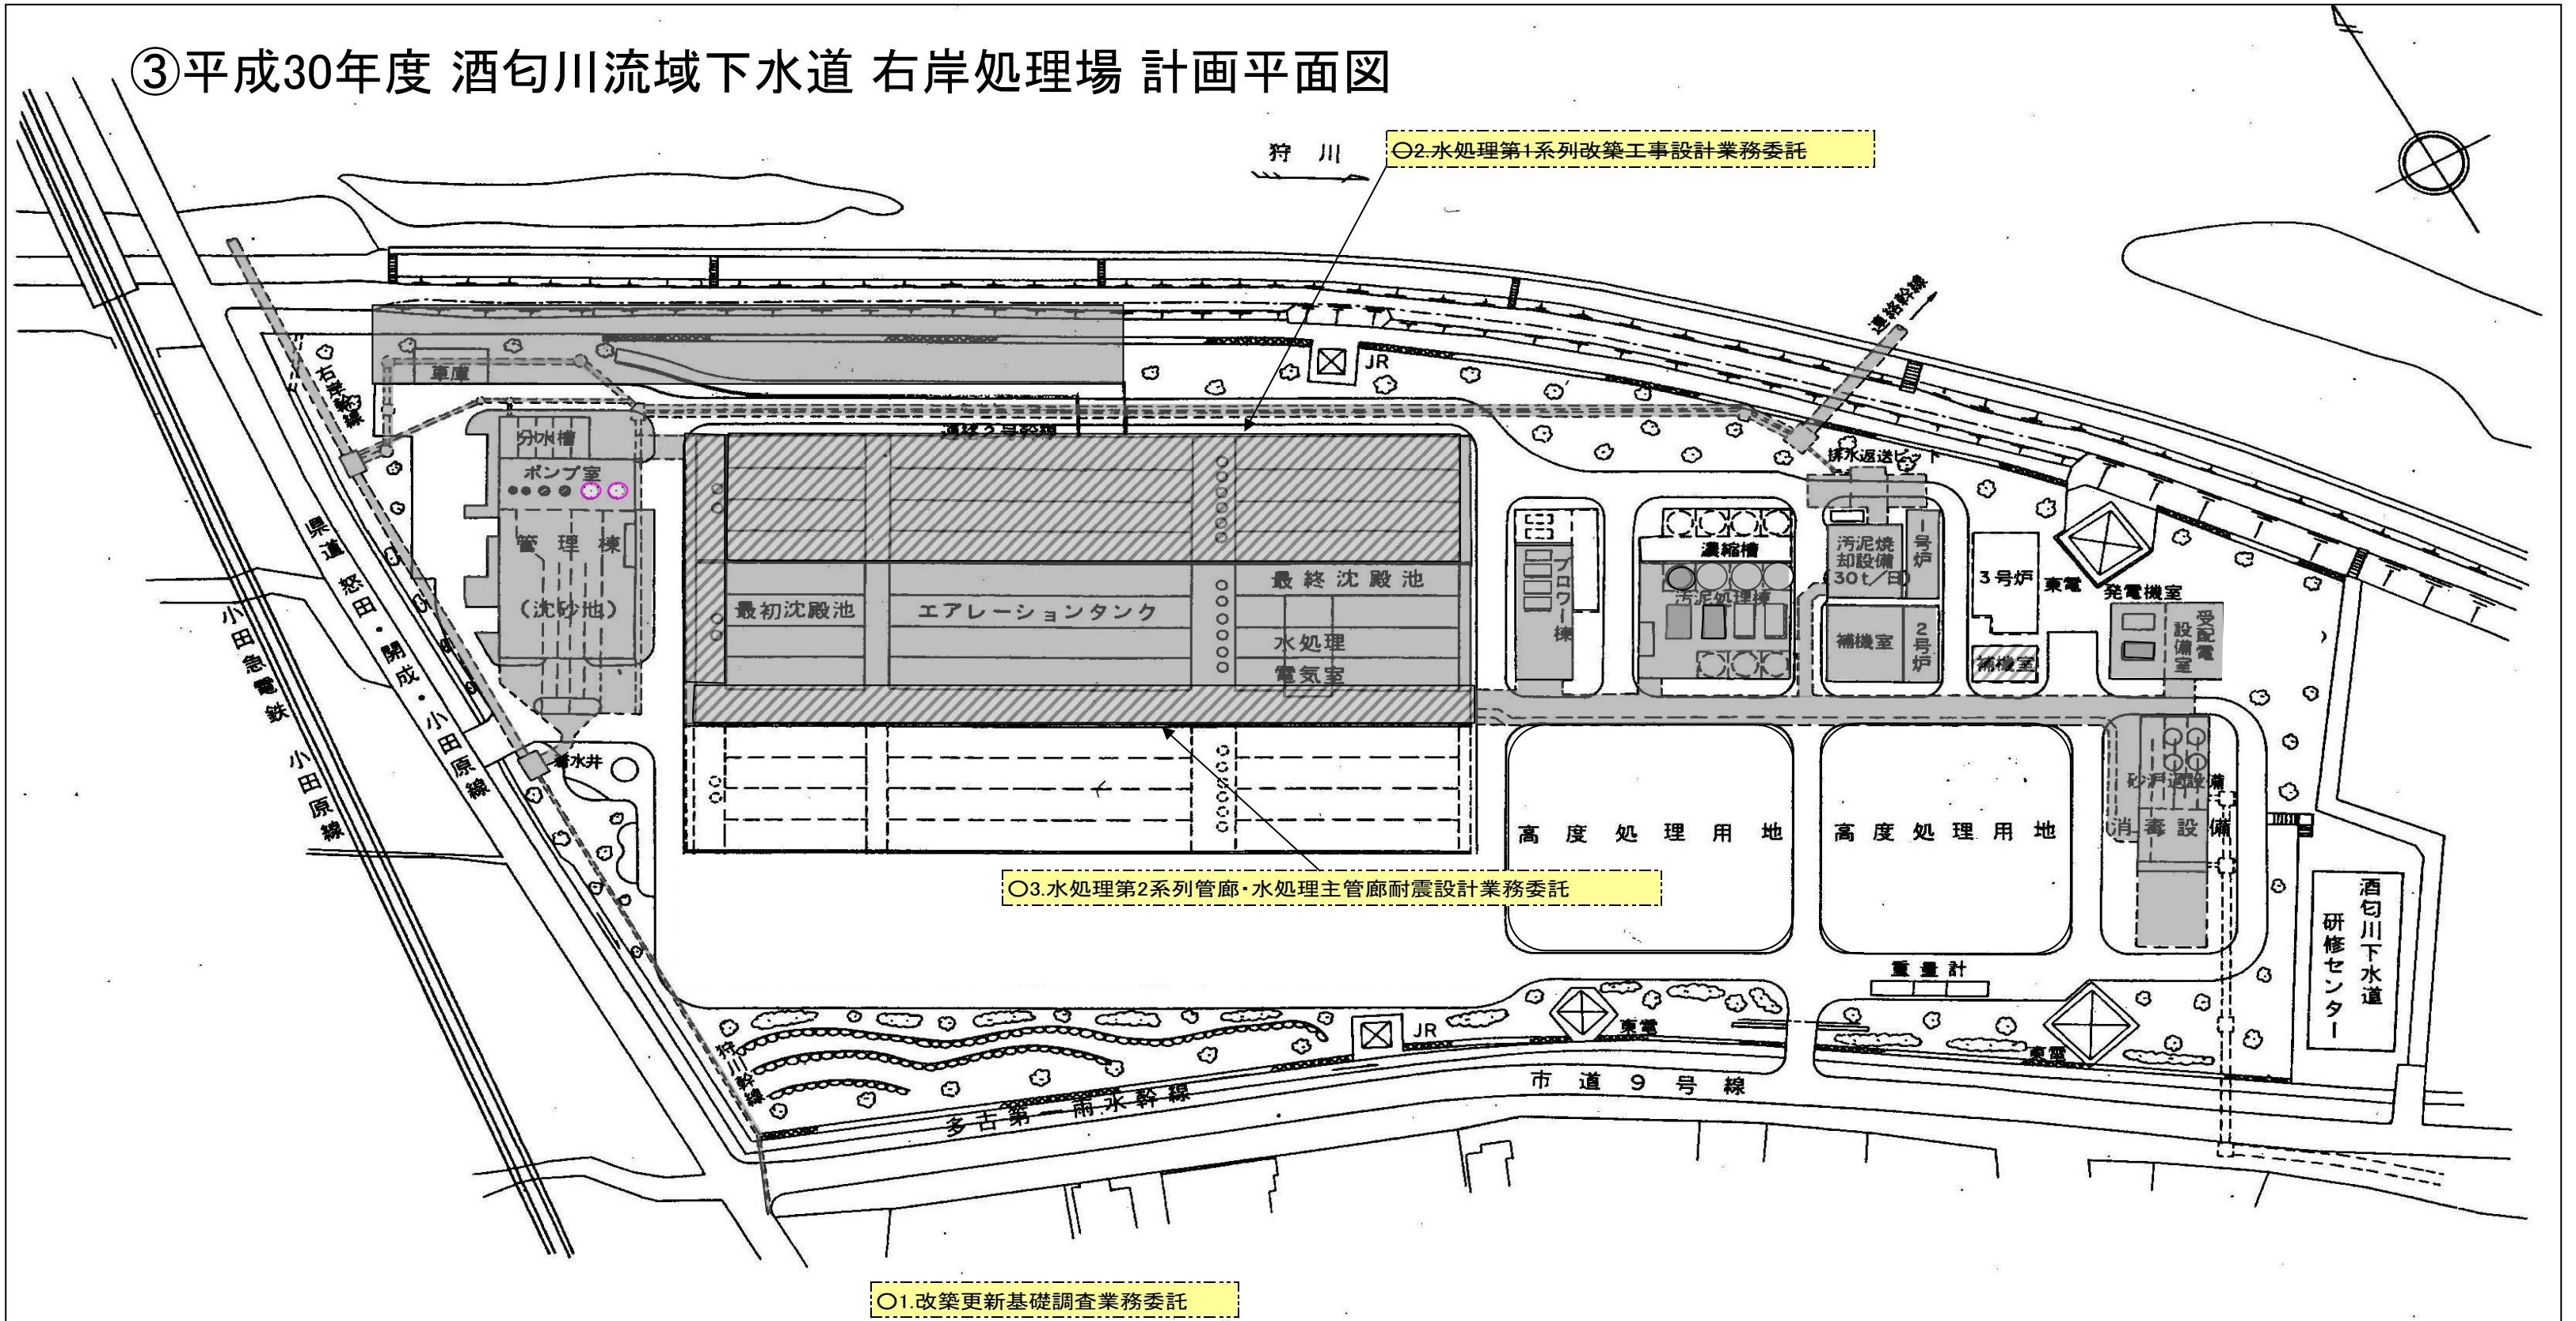 ③平成30年度 酒匂川流域下水道 右岸処理場 計画平面図
狩川
〇2.水処理第1系列改築工事設計業務委託
連絡幹線
右岸幹線
車庫
JR
連絡2号幹線
分水槽
ポンプ室
排水返送ピット
管理棟
(沈砂池)
最初沈殿池
エアレーションタンク
最終沈殿池
水処理
電気室
ブロワー棟
濃縮槽
汚泥処理棟
汚泥焼
却設備
30t/日
1号炉
補機室
2号炉
3号炉
補機室
東電
発電機室
受配電
設備室
県道 怒田・開成・小田原線
小田急電鉄 小田原線
着水井
砂ろ過設備
消毒設備
高度処理用地
高度処理用地
〇3.水処理第2系列管廊・水処理主管廊耐震設計業務委託
酒匂川下水道
研修センター
重量計
JR
東電
東電
狩川幹線
多古第一雨水幹線
市道9号線
〇1.改築更新基礎調査業務委託